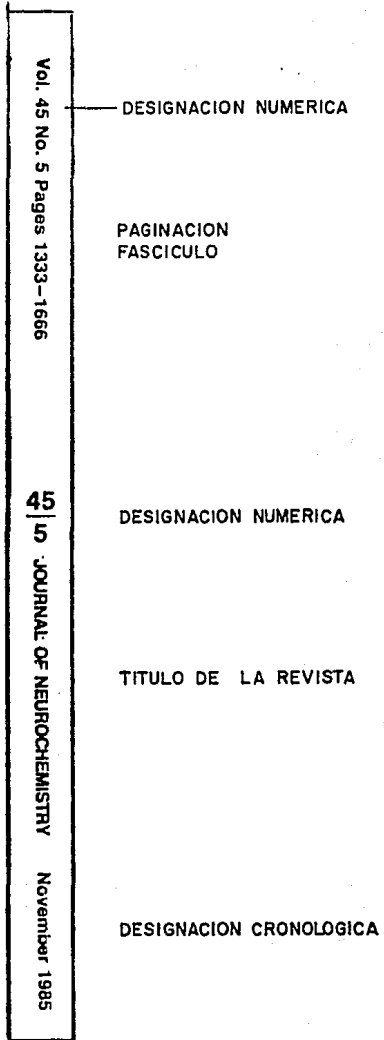 Vol. 45 No. 5 Pages 1333–1666
DESIGNACION NUMERICA
PAGINACION
FASCICULO
45
5
DESIGNACION NUMERICA
JOURNAL OF NEUROCHEMISTRY
TITULO DE LA REVISTA
November 1985
DESIGNACION CRONOLOGICA